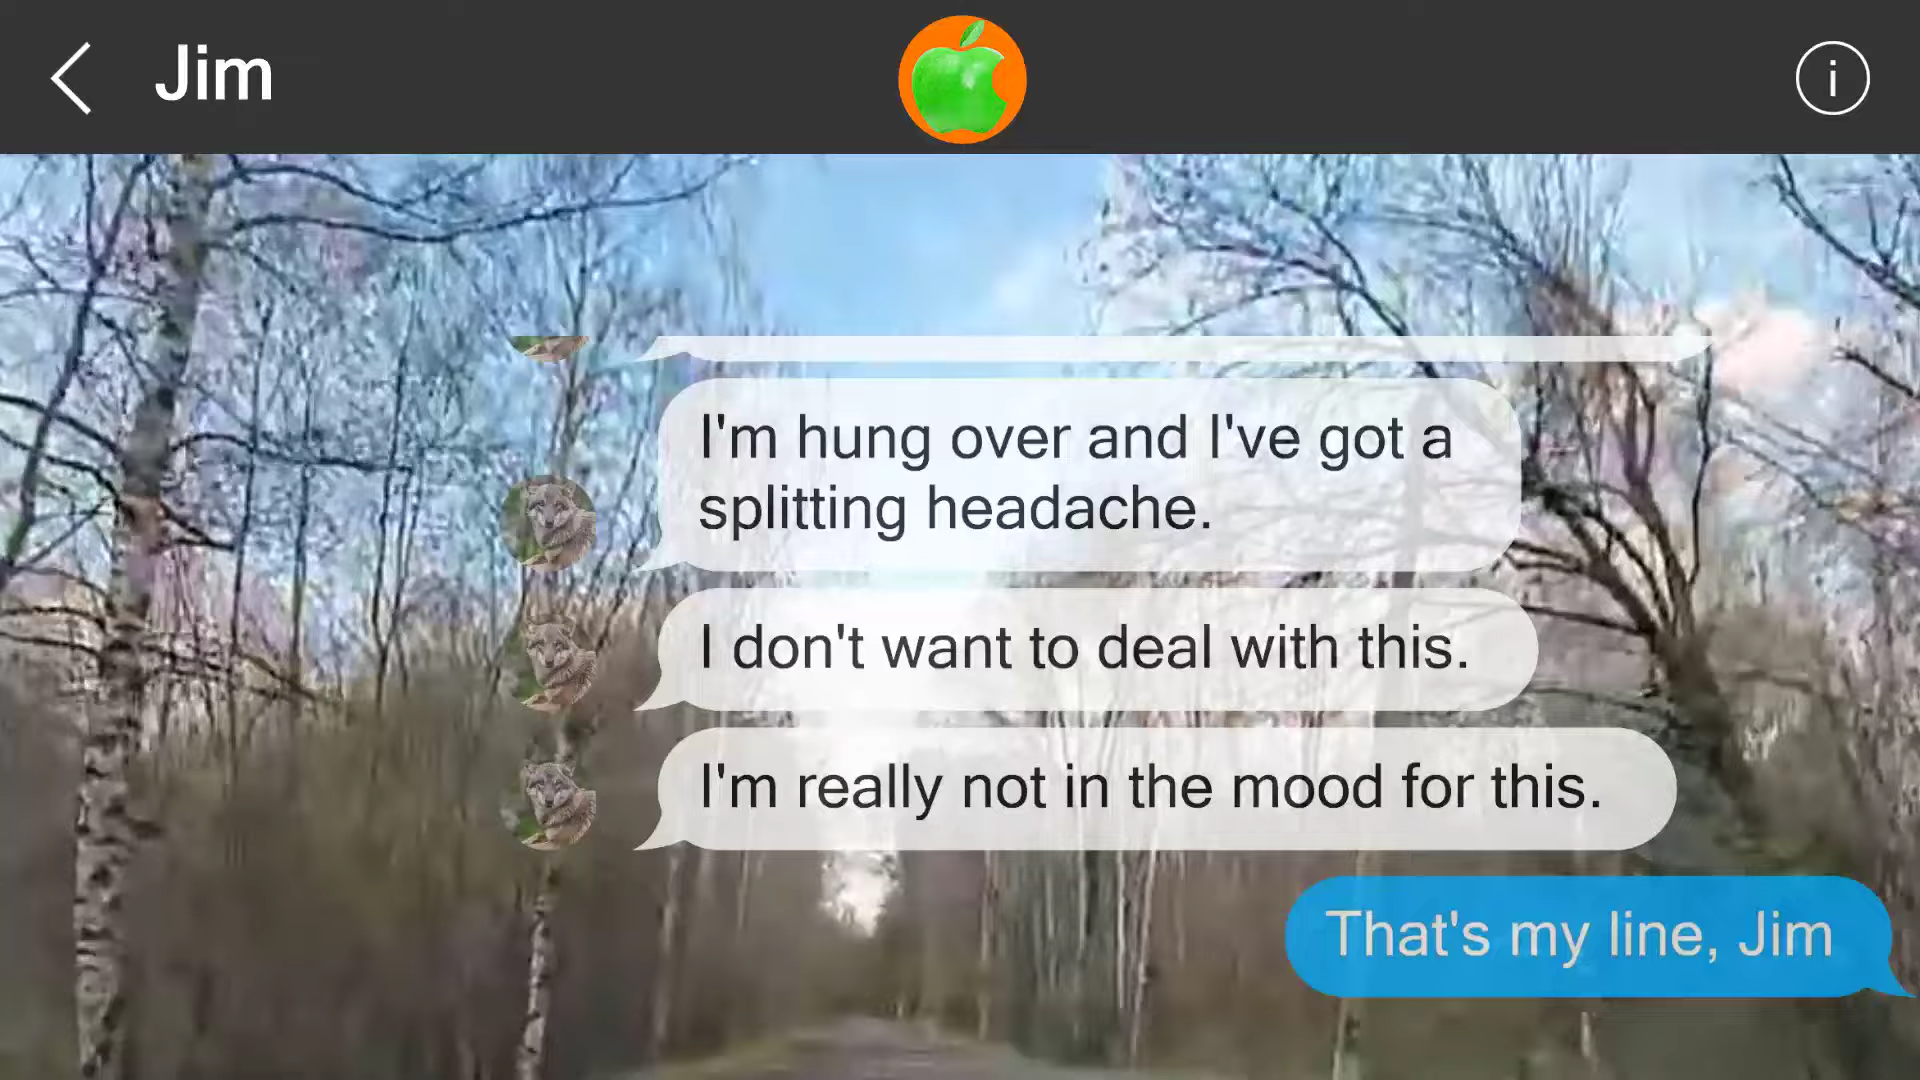 Jim
i
I'm hung over and I've got a
splitting headache.
I don't want to deal with this.
I'm really not in the mood for this.
That's my line, Jim